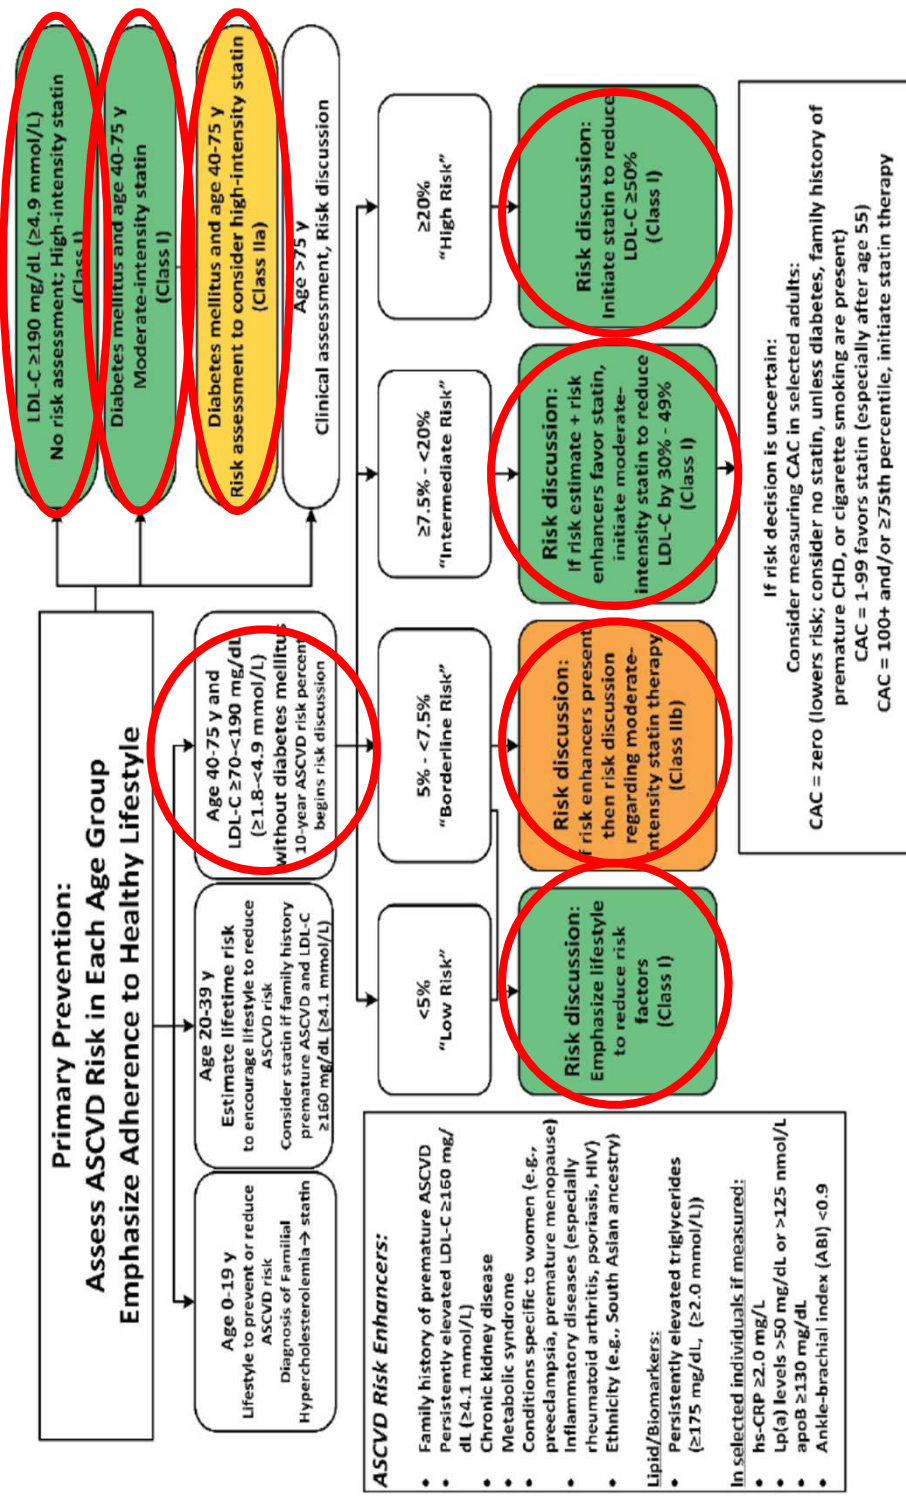 Primary Prevention:
Assess ASCVD Risk in Each Age Group
Emphasize Adherence to Healthy Lifestyle
LDL-C ≥190 mg/dL (≥4.9 mmol/L)
No risk assessment; High-intensity statin
(Class I)
Diabetes mellitus and age 40-75 y
Moderate-intensity statin
(Class I)
Diabetes mellitus and age 40-75 y
Risk assessment to consider high-intensity statin
(Class IIa)
Age >75 y
Clinical assessment, Risk discussion
Age 0-19 y
Lifestyle to prevent or reduce
ASCVD risk
Diagnosis of Familial
Hypercholesterolemia→ statin
Age 20-39 y
Estimate lifetime risk
to encourage lifestyle to reduce
ASCVD risk
Consider statin if family history
premature ASCVD and LDL-C
≥160 mg/dL (≥4.1 mmol/L)
Age 40-75 y and
LDL-C ≥70-<190 mg/dL
(≥1.8-<4.9 mmol/L)
without diabetes mellitus
10-year ASCVD risk percent
begins risk discussion
<5%
"Low Risk"
5% - <7.5%
"Borderline Risk"
≥7.5% - <20%
"Intermediate Risk"
≥20%
"High Risk"
Risk discussion:
Emphasize lifestyle
to reduce risk
factors
(Class I)
Risk discussion:
If risk enhancers present
then risk discussion
regarding moderate-
intensity statin therapy
(Class IIb)
Risk discussion:
If risk estimate + risk
enhancers favor statin,
initiate moderate-
intensity statin to reduce
LDL-C by 30% - 49%
(Class I)
Risk discussion:
Initiate statin to reduce
LDL-C ≥50%
(Class I)
ASCVD Risk Enhancers:
• Family history of premature ASCVD
• Persistently elevated LDL-C ≥160 mg/
dL (≥4.1 mmol/L)
• Chronic kidney disease
• Metabolic syndrome
• Conditions specific to women (e.g.,
preeclampsia, premature menopause)
• Inflammatory diseases (especially
rheumatoid arthritis, psoriasis, HIV)
• Ethnicity (e.g., South Asian ancestry)
Lipid/Biomarkers:
• Persistently elevated triglycerides
(≥175 mg/dL, (≥2.0 mmol/L))
In selected individuals if measured:
• hs-CRP ≥2.0 mg/L
• Lp(a) levels >50 mg/dL or >125 nmol/L
• apoB ≥130 mg/dL
• Ankle-brachial index (ABI) <0.9
If risk decision is uncertain:
Consider measuring CAC in selected adults:
CAC = zero (lowers risk; consider no statin, unless diabetes, family history of
premature CHD, or cigarette smoking are present)
CAC = 1-99 favors statin (especially after age 55)
CAC = 100+ and/or ≥75th percentile, initiate statin therapy